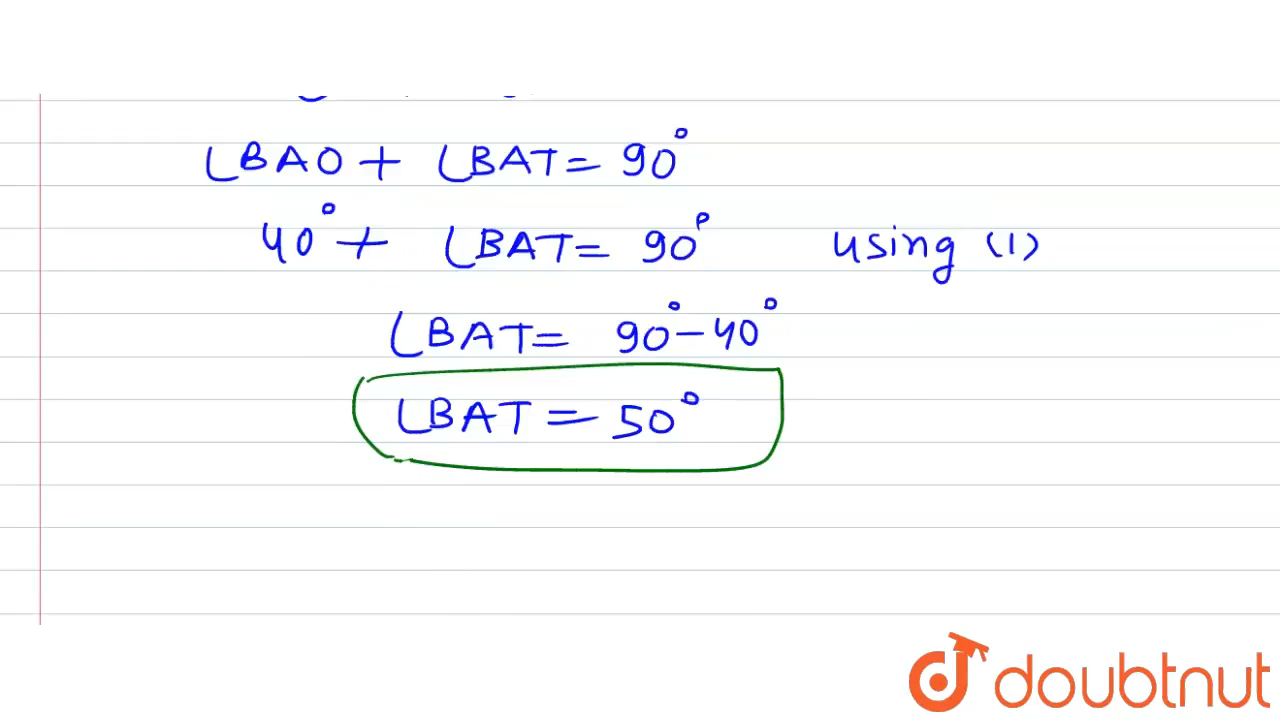 ∠BAO + ∠BAT = 90°
40° + ∠BAT = 90° using (1)
∠BAT = 90° - 40°
∠BAT = 50°
doubtnut